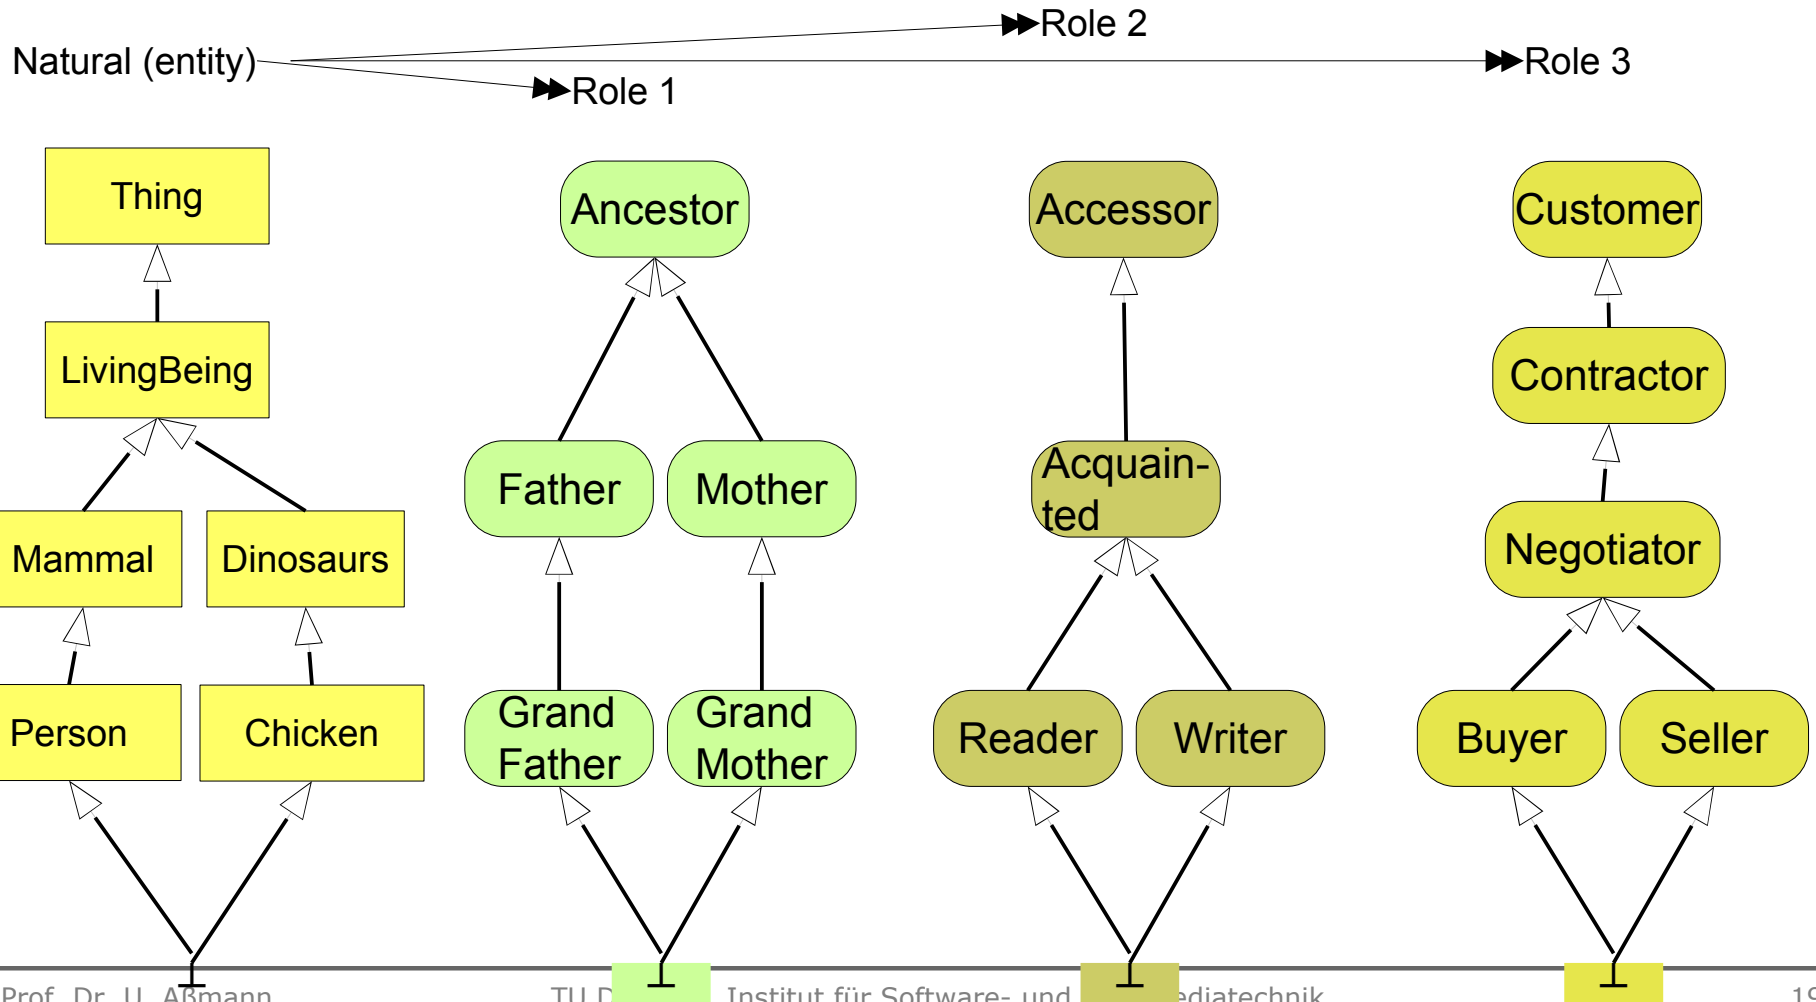 Role 2
Natural (entity)
Role 3
Role 1
Thing
Ancestor
Accessor
Customer
LivingBeing
Contractor
Father
Mother
Acquain-
ted
Mammal
Dinosaurs
Negotiator
Person
Chicken
Grand
Father
Grand
Mother
Reader
Writer
Buyer
Seller
Prof. Dr. U. Aßmann
TU D
Institut für Software- und
ediatechnik
19